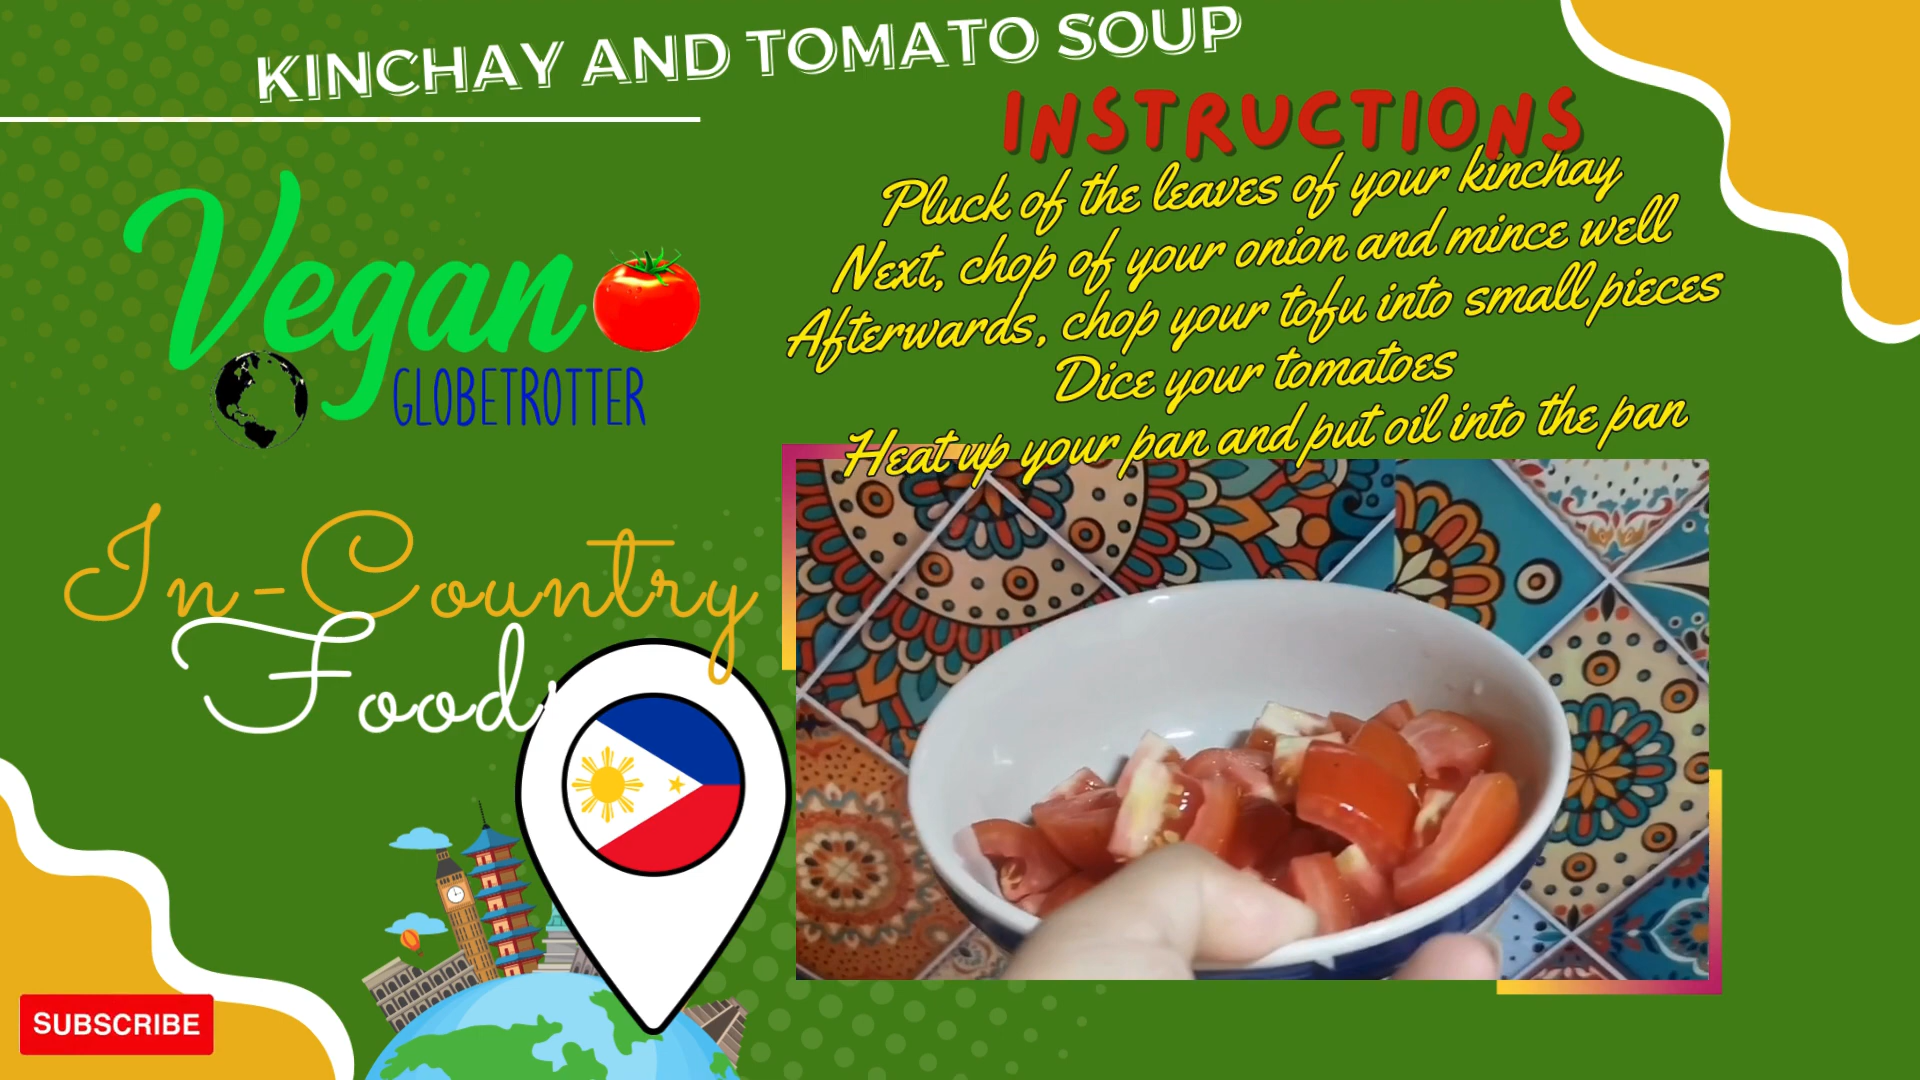 KINCHAY AND TOMATO SOUP
INSTRUCTIONS
Pluck of the leaves of your kinchay
Next, chop of your onion and mince well
Afterwards, chop your tofu into small pieces
Dice your tomatoes
Heat up your pan and put oil into the pan
Vegan
GLOBETROTTER
In-Country
Foods
SUBSCRIBE